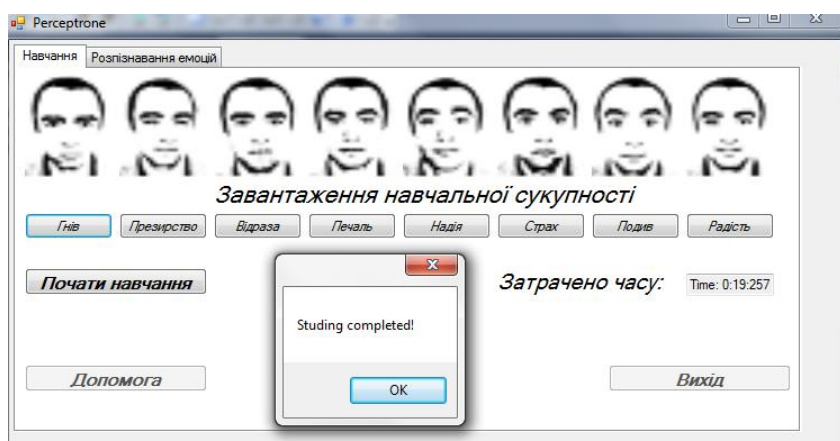 Perceptrone
Навчання Розпізнавання емоцій
Завантаження навчальної сукупності
Гнів Презирство Відраза Печаль Надія Страх Подив Радість
Почати навчання Затрачено часу: Time: 0:19:257
Studing completed!
OK
Допомога Вихід